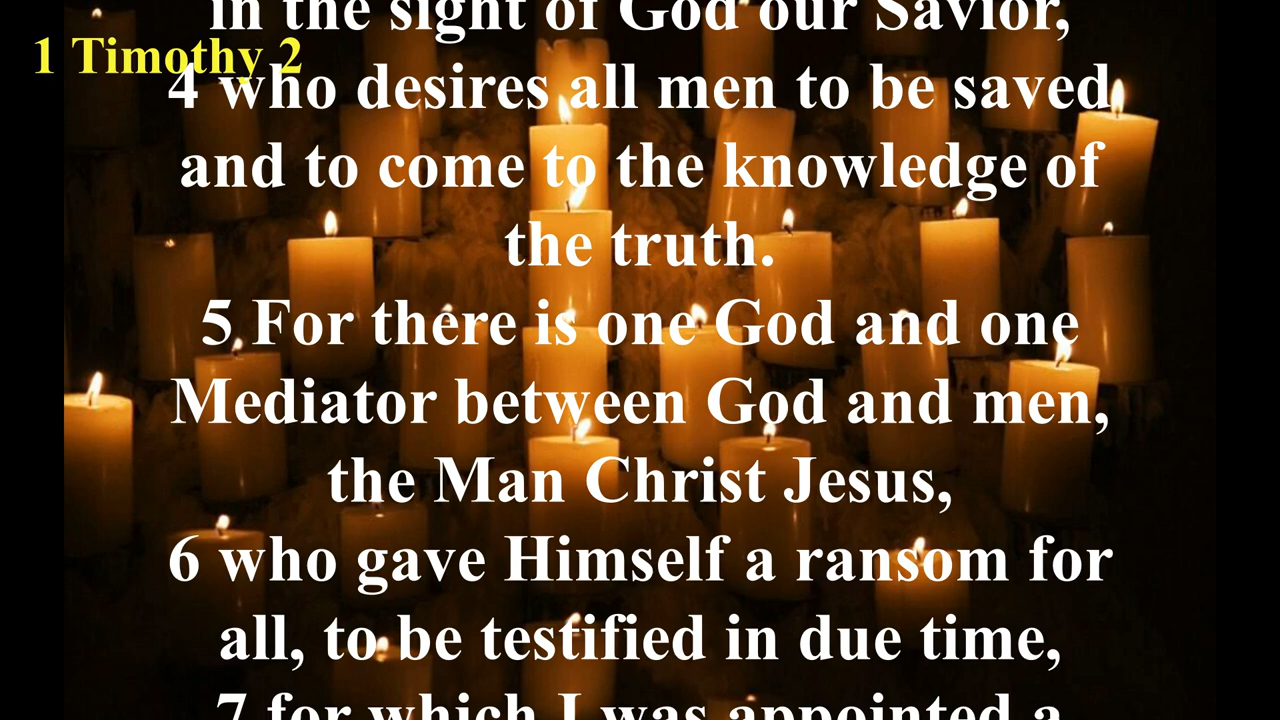 in the sight of God our Savior,
1 Timothy 2
4 who desires all men to be saved
and to come to the knowledge of
the truth.
5 For there is one God and one
Mediator between God and men,
the Man Christ Jesus,
6 who gave Himself a ransom for
all, to be testified in due time,
7 for which I was appointed a